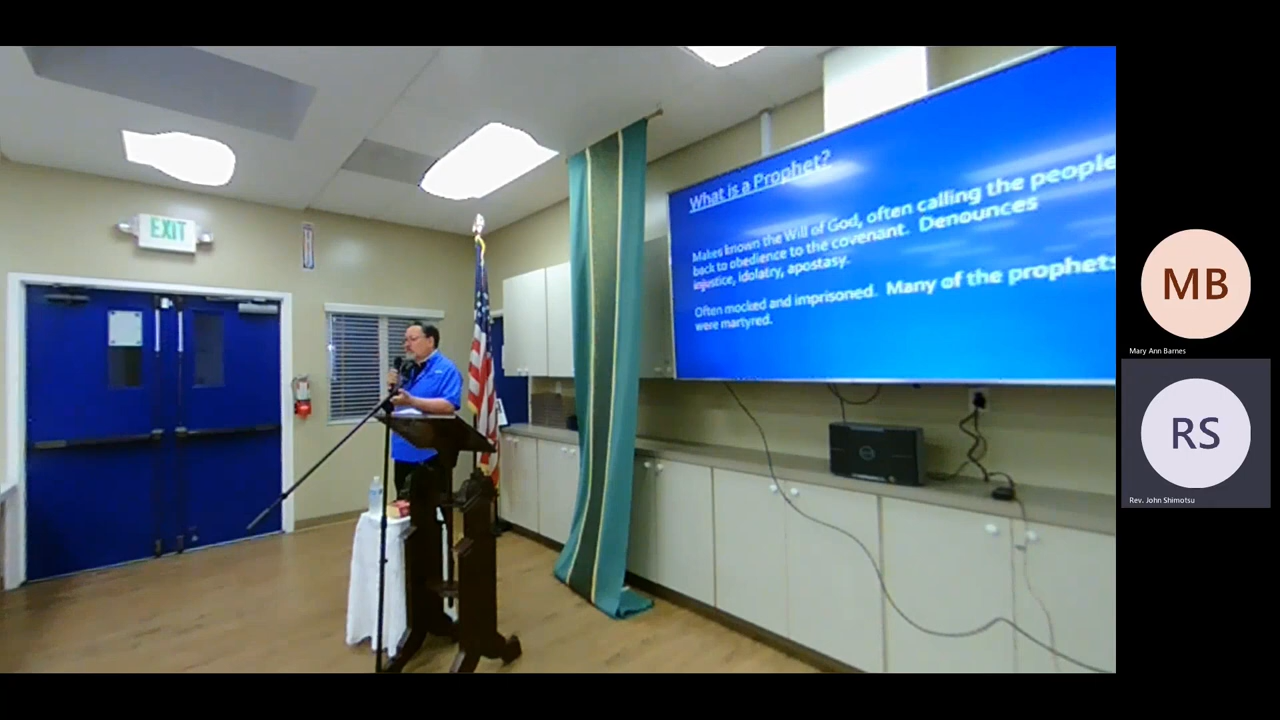 EXIT
What is a Prophet?
Makes known the Will of God, often calling the people
back to obedience to the covenant. Denounces
injustice, idolatry, apostasy.
Often mocked and imprisoned. Many of the prophets
were martyred.
MB
Mary Ann Barnes
RS
Rev. John Shimotsu